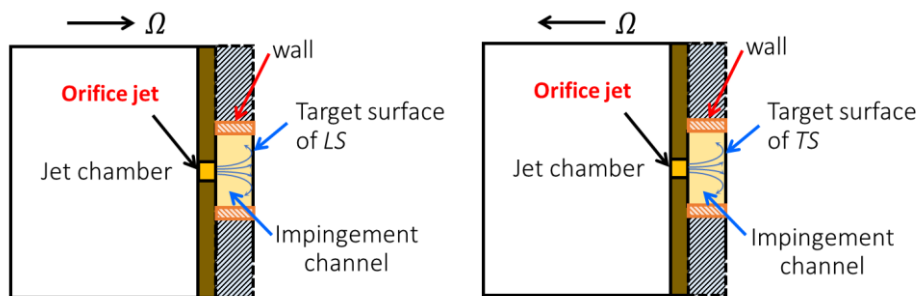 Ω
wall
Orifice jet
Target surface
of LS
Jet chamber
Impingement
channel
Ω
wall
Orifice jet
Target surface
of TS
Jet chamber
Impingement
channel